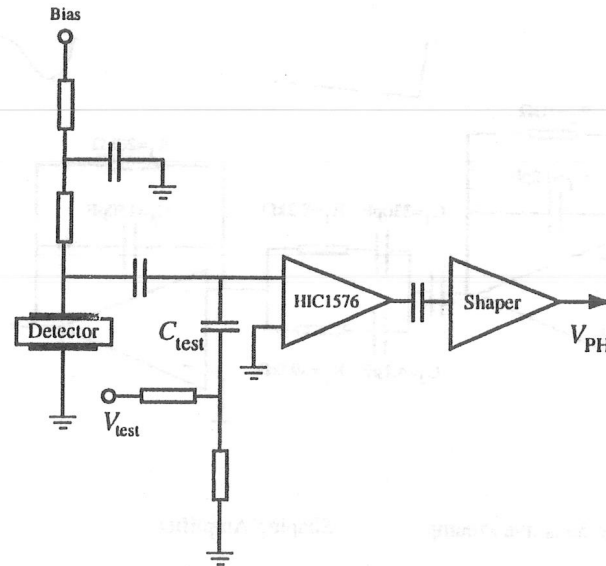 Bias
Detector
C_test
V_test
HIC1576
Shaper
V_PH